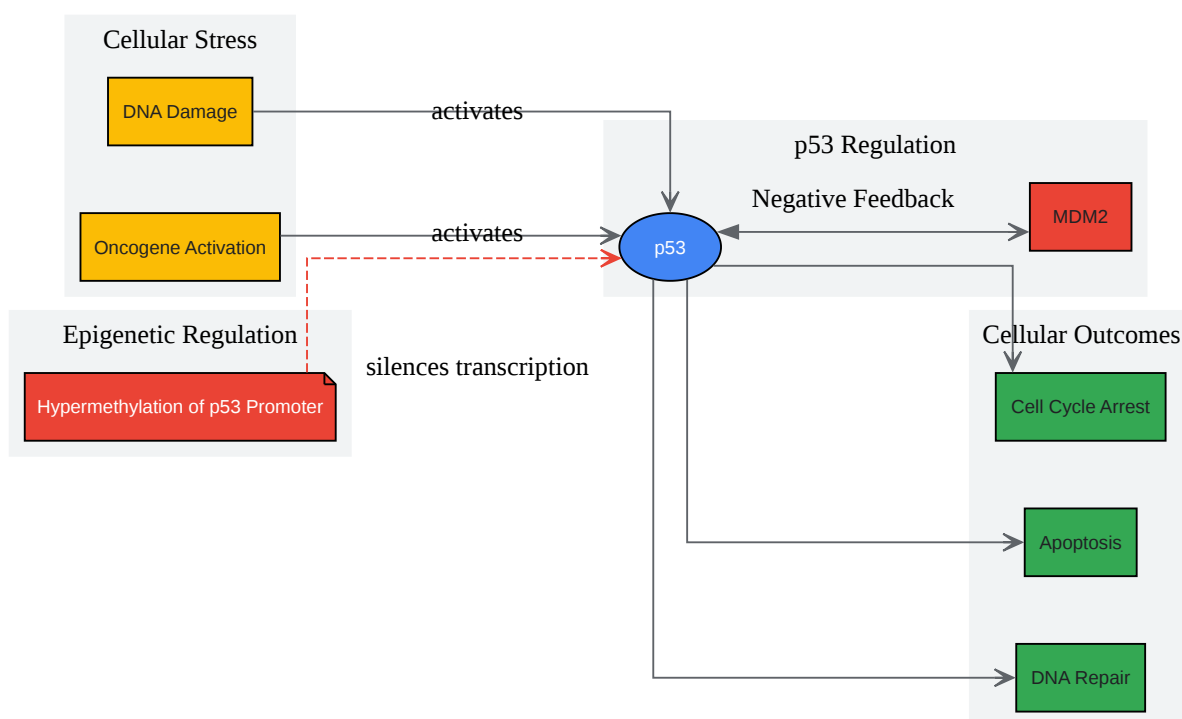 Cellular Stress
DNA Damage
activates
p53 Regulation
Negative Feedback
MDM2
Oncogene Activation
activates
p53
Epigenetic Regulation
silences transcription
Hypermethylation of p53 Promoter
Cellular Outcomes
Cell Cycle Arrest
Apoptosis
DNA Repair